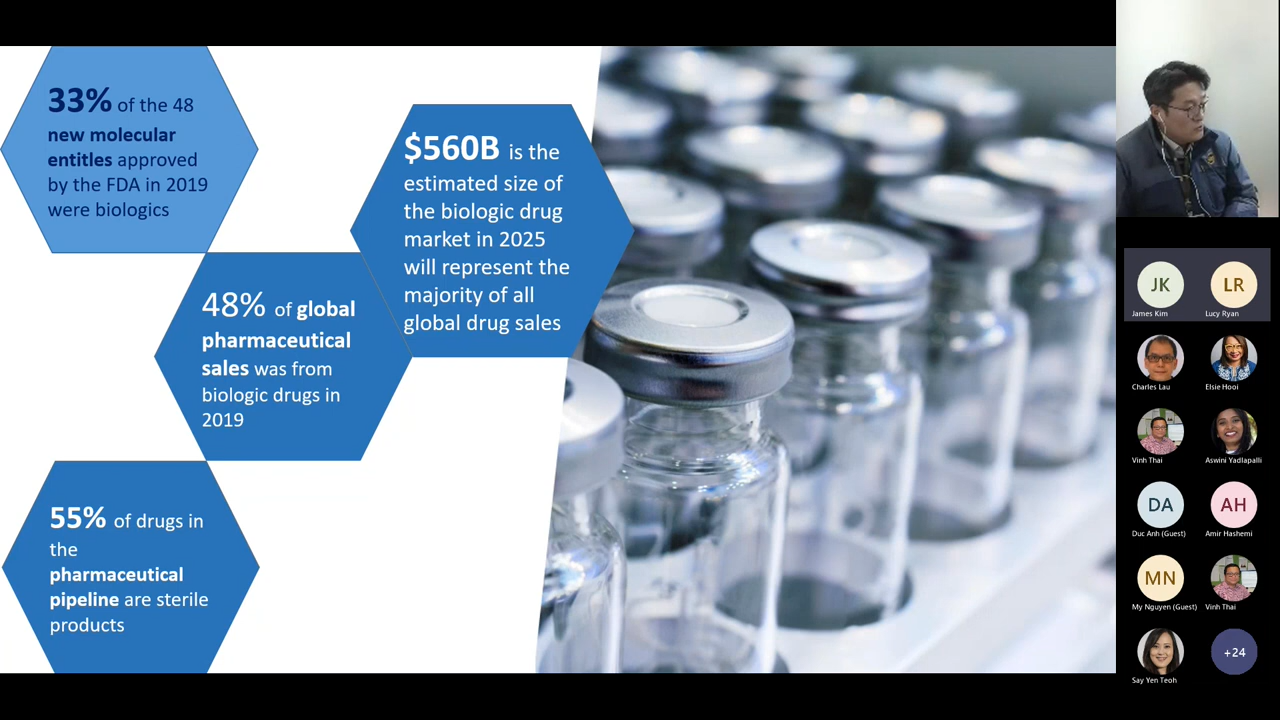 33% of the 48
new molecular
entities approved
by the FDA in 2019
were biologics
$560B is the
estimated size of
the biologic drug
market in 2025
will represent the
majority of all
global drug sales
48% of global
pharmaceutical
sales was from
biologic drugs in
2019
55% of drugs in
the
pharmaceutical
pipeline are sterile
products
JK
James Kim
LR
Lucy Ryan
Charles Lau
Elsie Hooi
Vinh Thai
Aswini Yadlapalli
DA
Duc Anh (Guest)
AH
Amir Hashemi
MN
My Nguyen (Guest)
Vinh Thai
Say Yen Teoh
+24